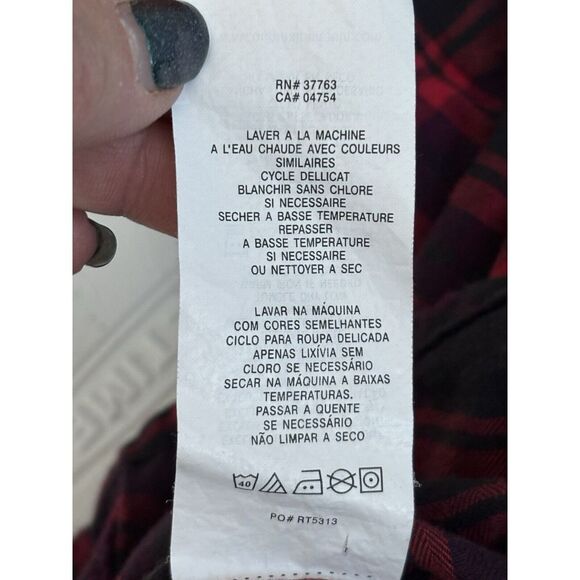 RN# 37763
CA# 04754
LAVER A LA MACHINE
A L'EAU CHAUDE AVEC COULEURS
SIMILAIRES
CYCLE DELLICAT
BLANCHIR SANS CHLORE
SI NECESSAIRE
SECHER A BASSE TEMPERATURE
REPASSER
A BASSE TEMPERATURE
SI NECESSAIRE
OU NETTOYER A SEC
LAVAR NA MÁQUINA
COM CORES SEMELHANTES
CICLO PARA ROUPA DELICADA
APENAS LIXÍVIA SEM
CLORO SE NECESSÁRIO
SECAR NA MÁQUINA A BAIXAS
TEMPERATURAS.
PASSAR A QUENTE
SE NECESSÁRIO
NÃO LIMPAR A SECO
40
PO# RT5313